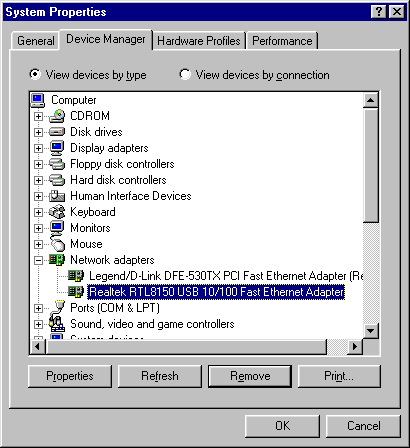 System Properties
General Device Manager Hardware Profiles Performance
View devices by type View devices by connection
Computer
CDROM
Disk drives
Display adapters
Floppy disk controllers
Hard disk controllers
Human Interface Devices
Keyboard
Monitors
Mouse
Network adapters
Legend/D-Link DFE-530TX PCI Fast Ethernet Adapter (Re
Realtek RTL8150 USB 10/100 Fast Ethernet Adapter
Ports (COM & LPT)
Sound, video and game controllers
System devices
Properties Refresh Remove Print...
OK Cancel